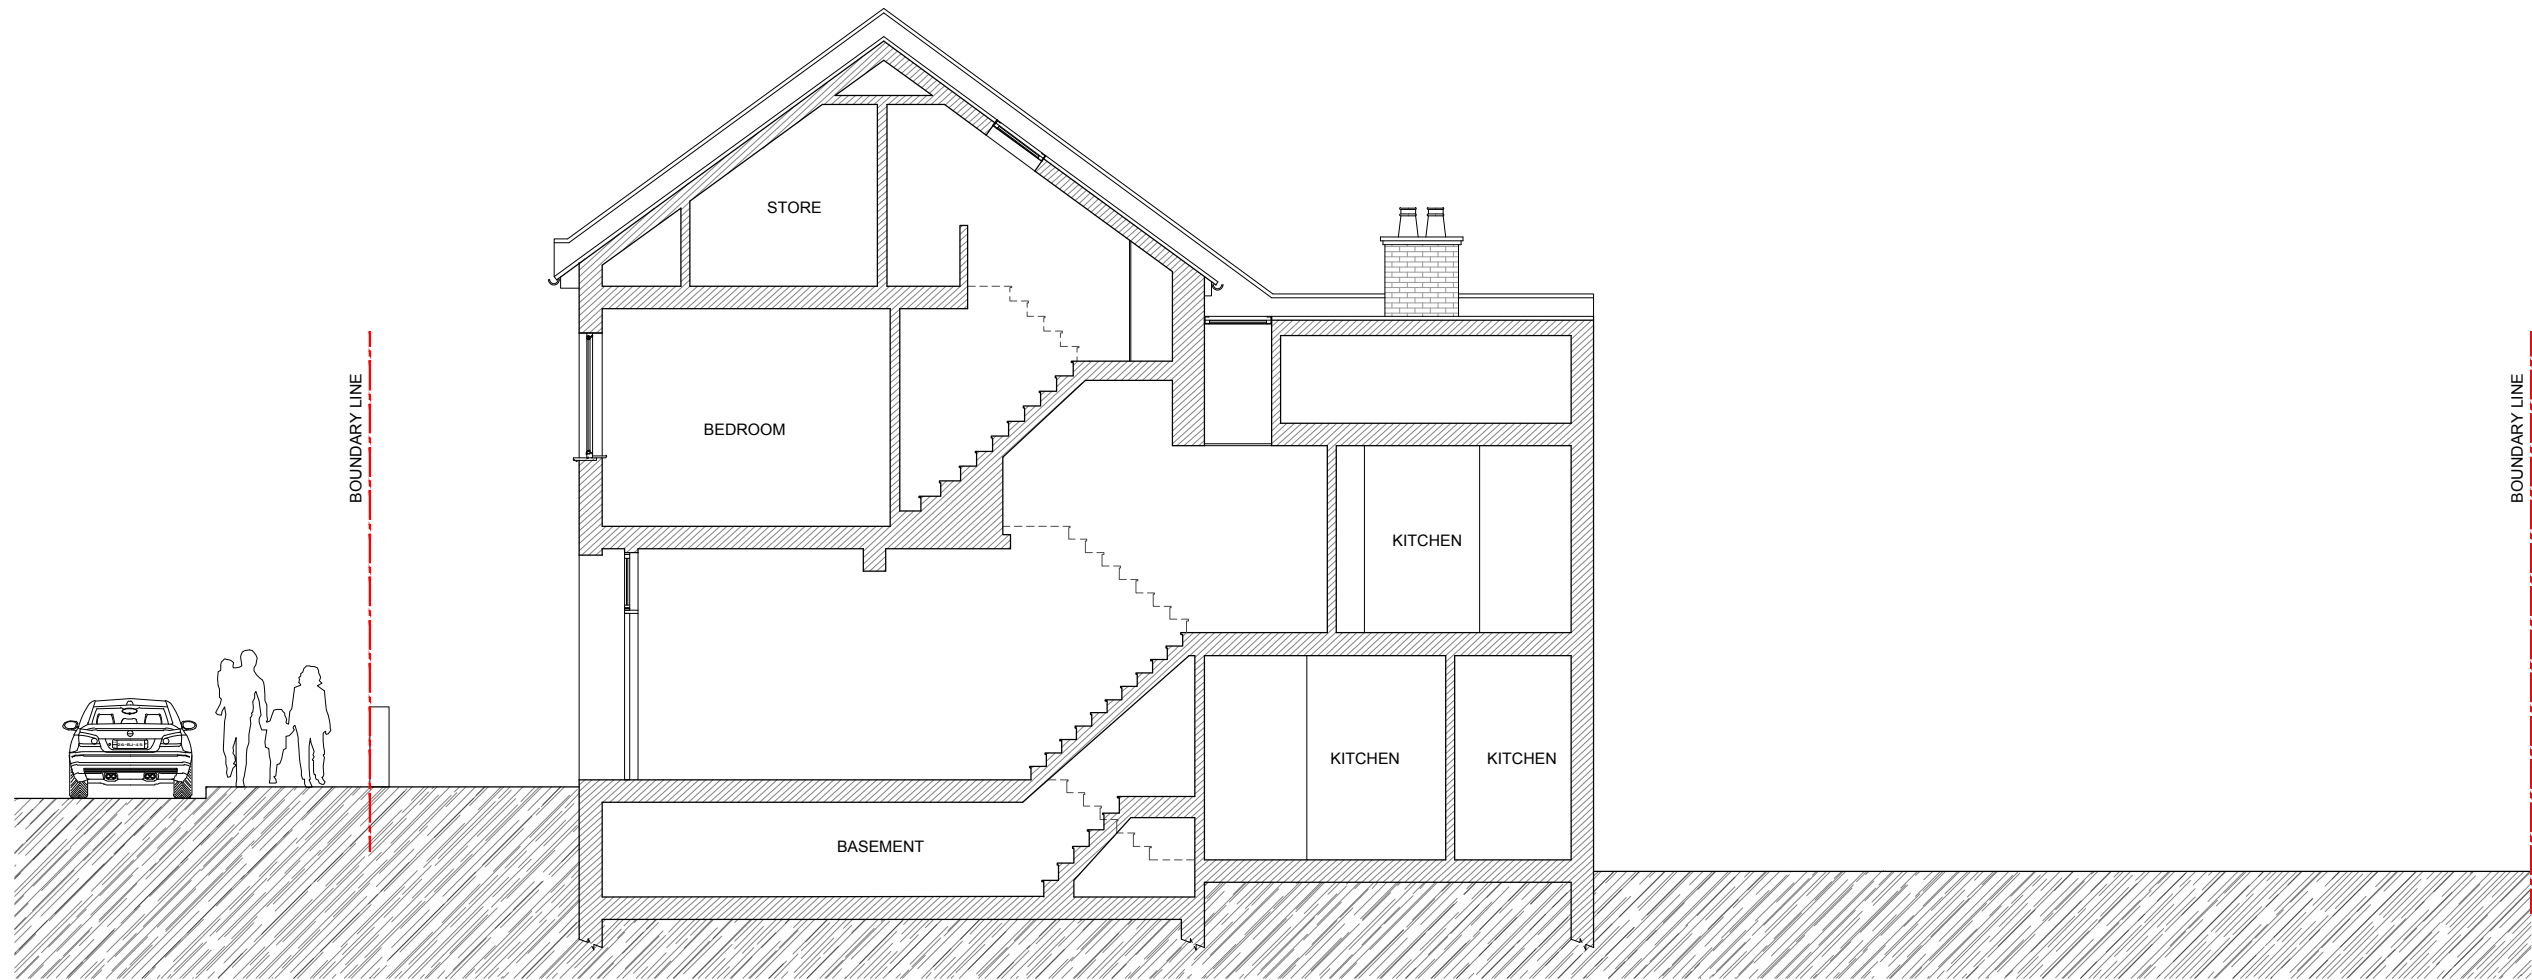 STORE
BOUNDARY LINE
BEDROOM
BOUNDARY LINE
KITCHEN
KITCHEN
KITCHEN
BASEMENT